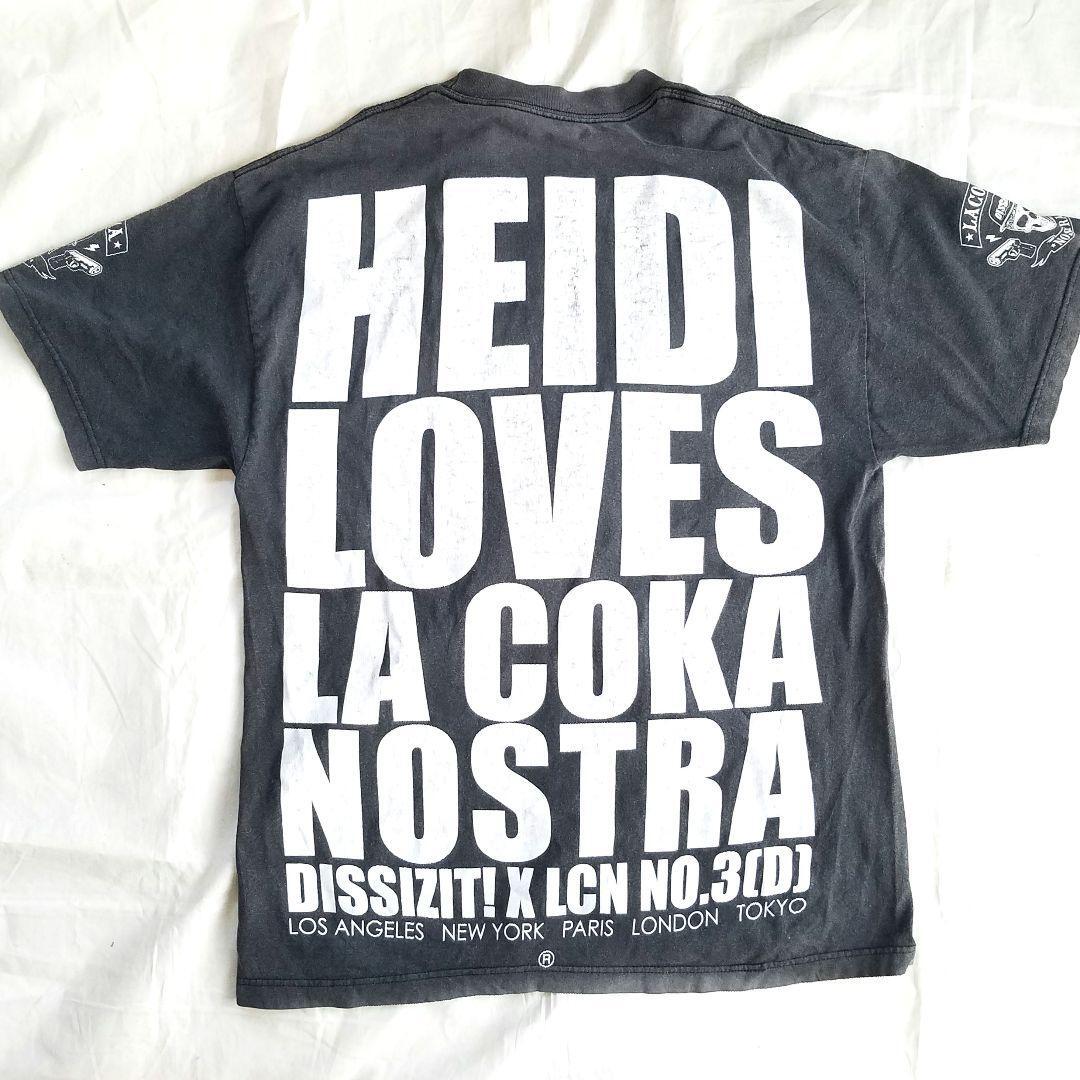 HEIDI
LOVES
LA COKA
NOSTRA
DISSIZIT! X LCN NO.3(D)
LOS ANGELES NEW YORK PARIS LONDON TOKYO
®